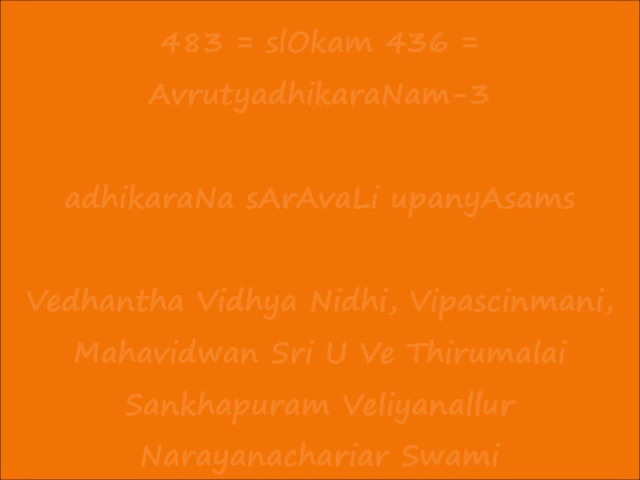 483 = slOkam 436 =
AvrutyadhikaraNam-3
adhikaraNa sArAvaLi upanyAsams
Vedhantha Vidhya Nidhi, Vipascinmani,
Mahavidwan Sri U Ve Thirumalai
Sankhapuram Veliyanallur
Narayanachariar Swami